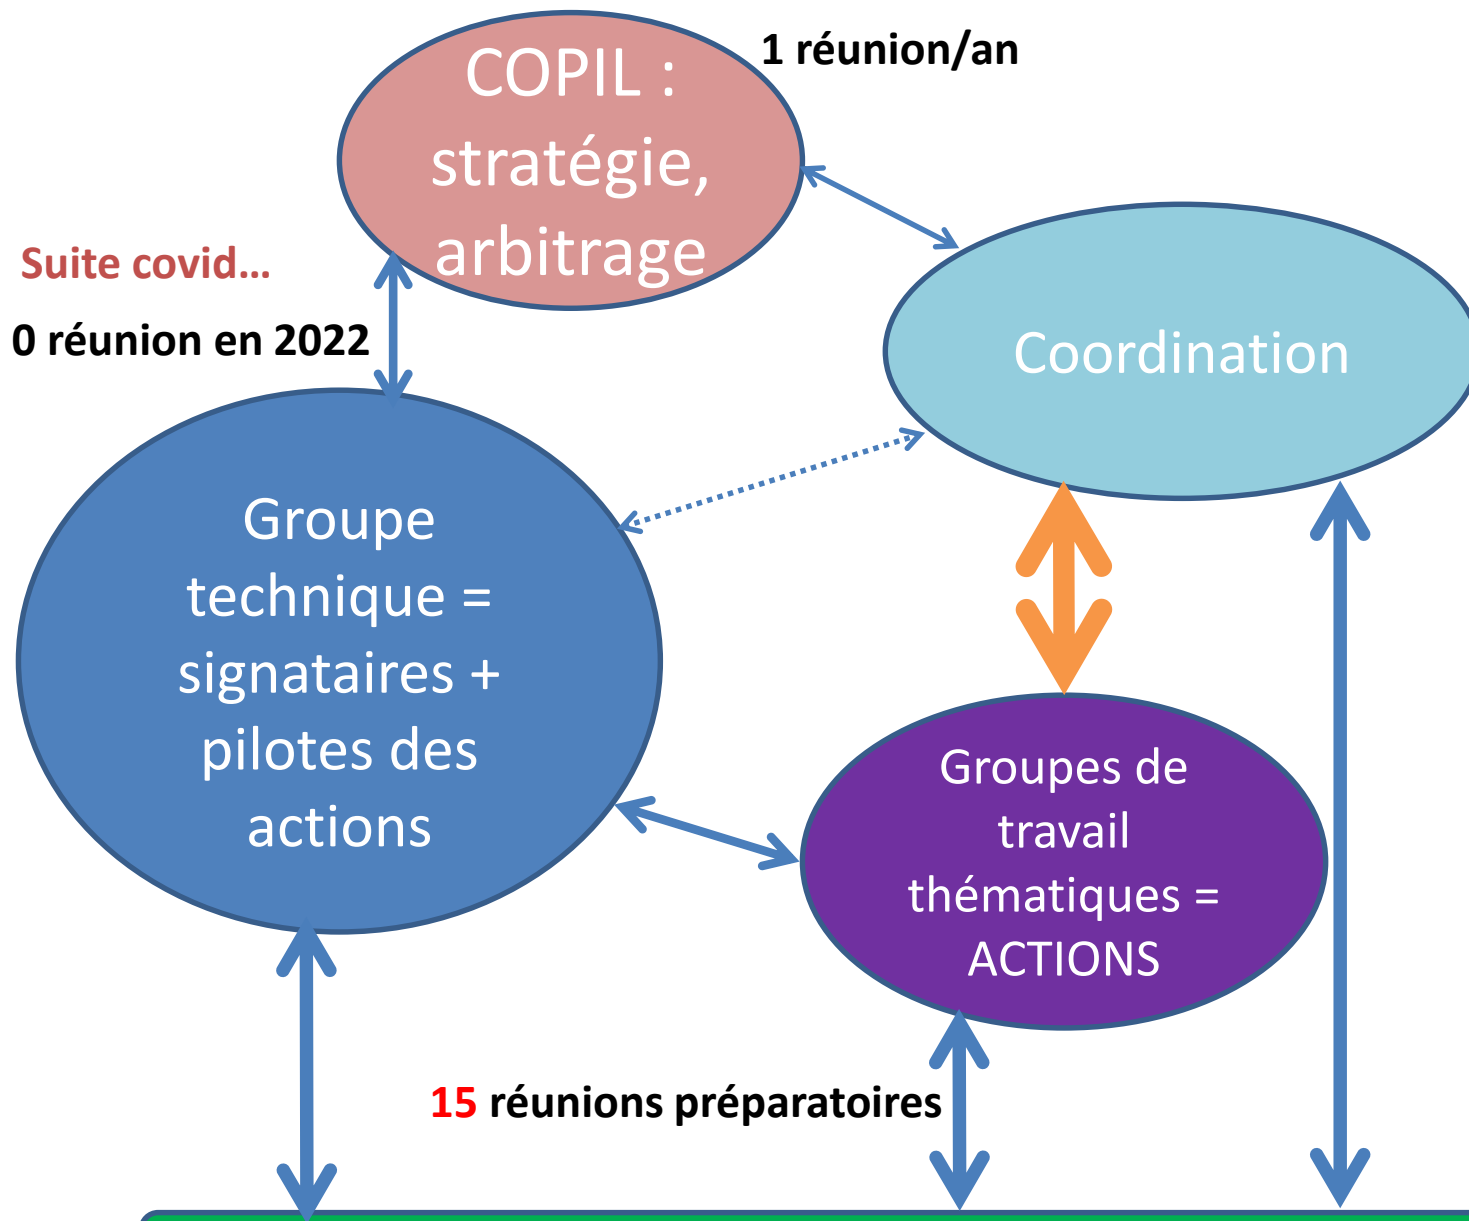 COPIL :
stratégie,
arbitrage
1 réunion/an
Suite covid...
0 réunion en 2022
Coordination
Groupe
technique =
signataires +
pilotes des
actions
Groupes de
travail
thématiques =
ACTIONS
15 réunions préparatoires